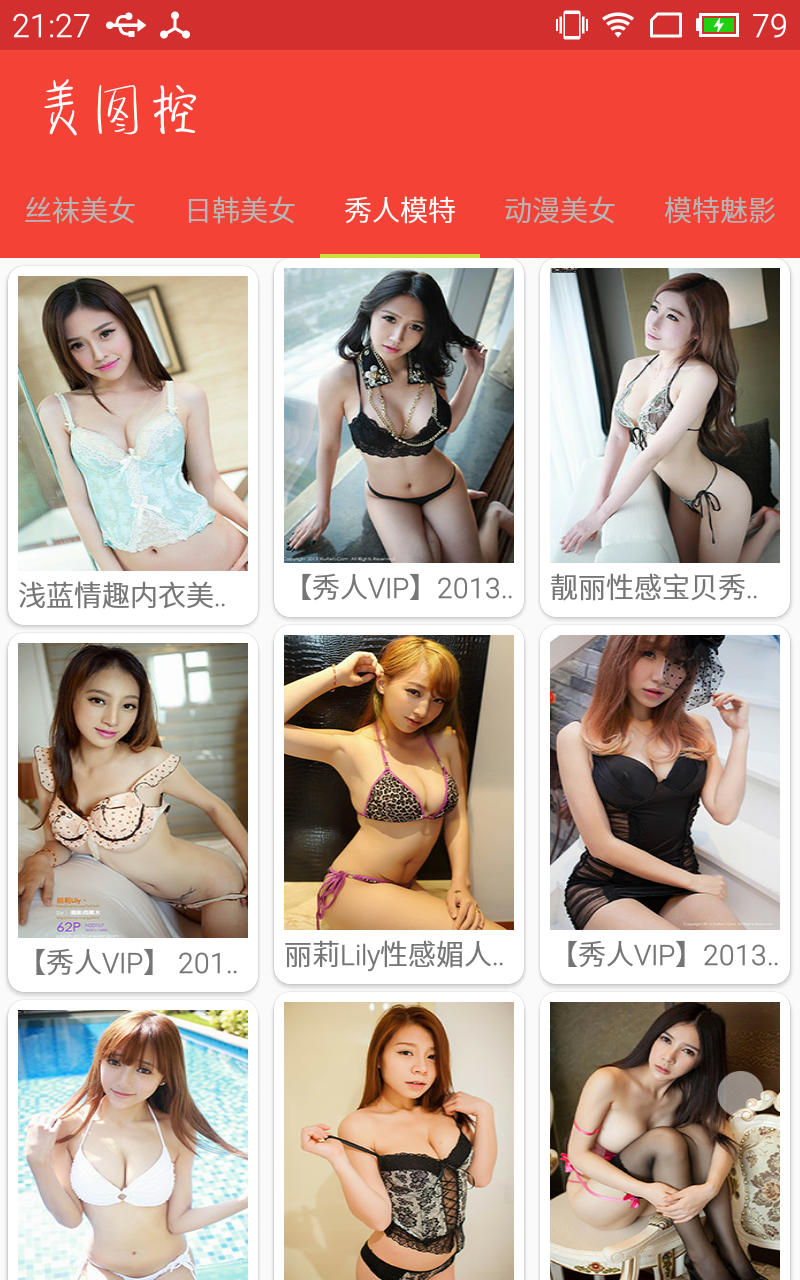 21:27
79
美图控
丝袜美女 日韩美女 秀人模特 动漫美女 模特魅影
浅蓝情趣内衣美..
【秀人VIP】2013..
靓丽性感宝贝秀..
62P
【秀人VIP】 201..
丽莉Lily性感媚人..
【秀人VIP】2013..